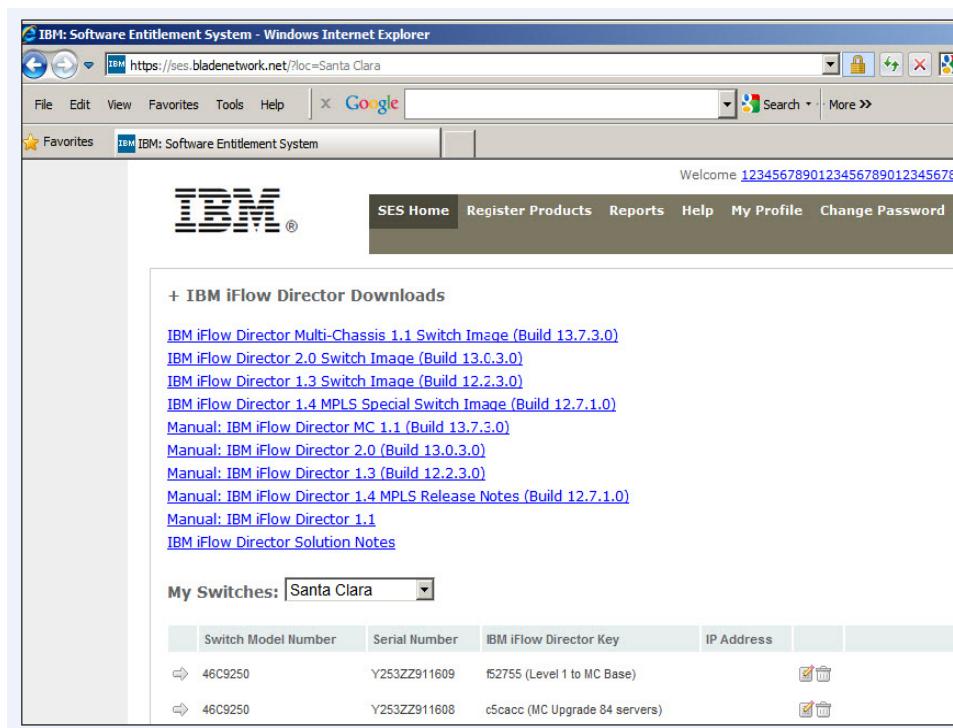 IBM: Software Entitlement System - Windows Internet Explorer
IBM https://ses.bladenetwork.net/?loc=Santa Clara
File Edit View Favorites Tools Help x Google Search More >>
Favorites IBM IBM: Software Entitlement System
Welcome 1234567890123456789012345678
IBM®
SES Home Register Products Reports Help My Profile Change Password
+ IBM iFlow Director Downloads
IBM iFlow Director Multi-Chassis 1.1 Switch Image (Build 13.7.3.0)
IBM iFlow Director 2.0 Switch Image (Build 13.0.3.0)
IBM iFlow Director 1.3 Switch Image (Build 12.2.3.0)
IBM iFlow Director 1.4 MPLS Special Switch Image (Build 12.7.1.0)
Manual: IBM iFlow Director MC 1.1 (Build 13.7.3.0)
Manual: IBM iFlow Director 2.0 (Build 13.0.3.0)
Manual: IBM iFlow Director 1.3 (Build 12.2.3.0)
Manual: IBM iFlow Director 1.4 MPLS Release Notes (Build 12.7.1.0)
Manual: IBM iFlow Director 1.1
IBM iFlow Director Solution Notes
My Switches: Santa Clara
Switch Model Number Serial Number IBM iFlow Director Key IP Address
46C9250 Y253ZZ911609 f52755 (Level 1 to MC Base)
46C9250 Y253ZZ911608 c5cacc (MC Upgrade 84 servers)